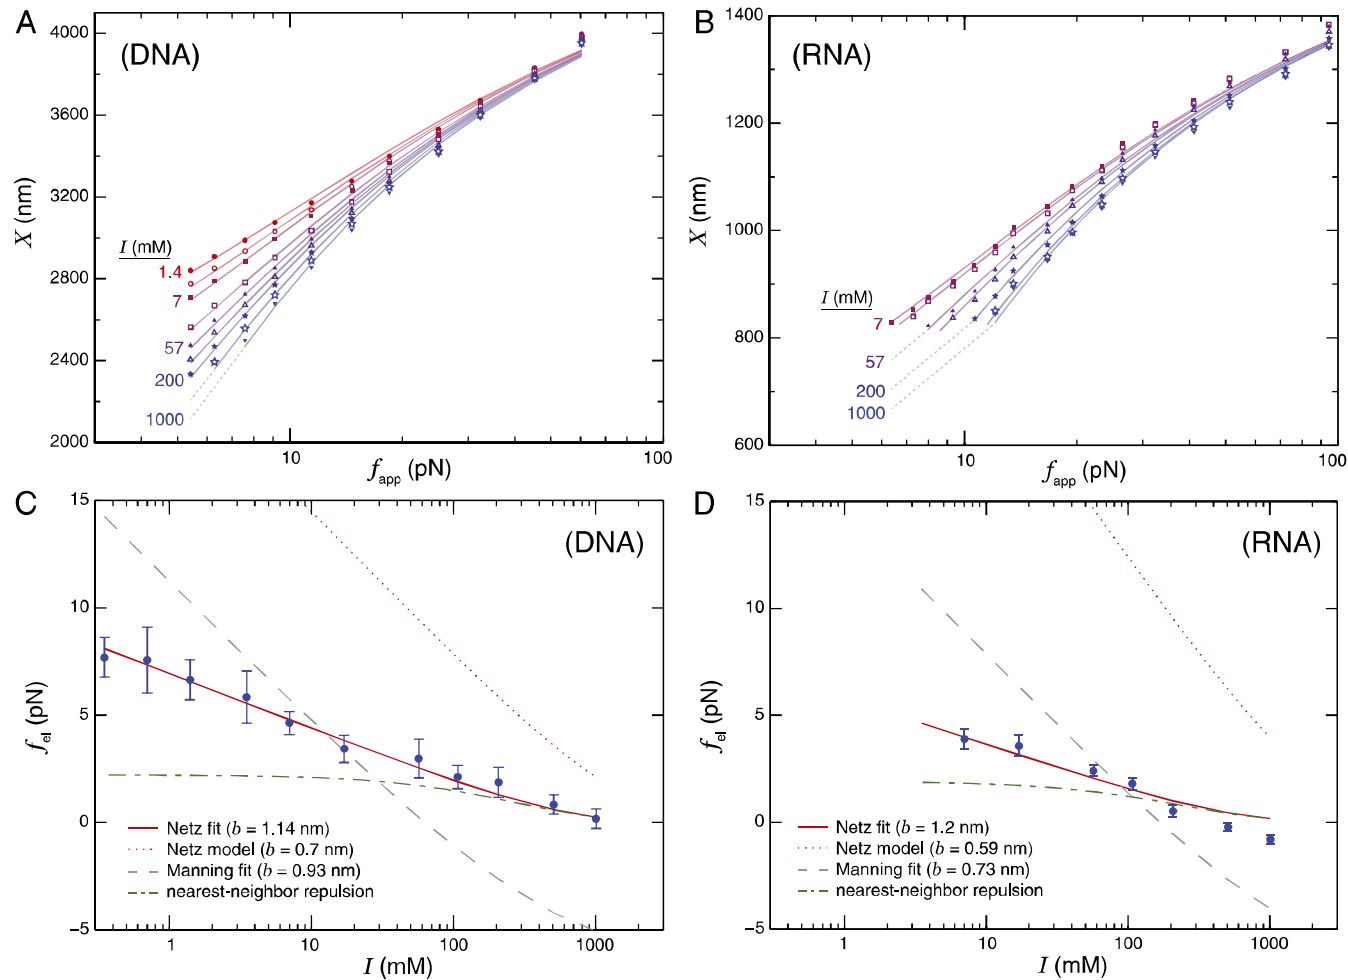 A
(DNA)
4000
3600
3200
2800
2400
2000
X (nm)
I (mM)
1.4
7
57
200
1000
10
100
f_app (pN)
B
(RNA)
1400
1200
1000
800
600
X (nm)
I (mM)
7
57
200
1000
10
100
f_app (pN)
C
(DNA)
15
10
5
0
−5
f_el (pN)
Netz fit (b = 1.14 nm)
Netz model (b = 0.7 nm)
Manning fit (b = 0.93 nm)
nearest-neighbor repulsion
1
10
100
1000
I (mM)
D
(RNA)
15
10
5
0
−5
f_el (pN)
Netz fit (b = 1.2 nm)
Netz model (b = 0.59 nm)
Manning fit (b = 0.73 nm)
nearest-neighbor repulsion
1
10
100
1000
I (mM)